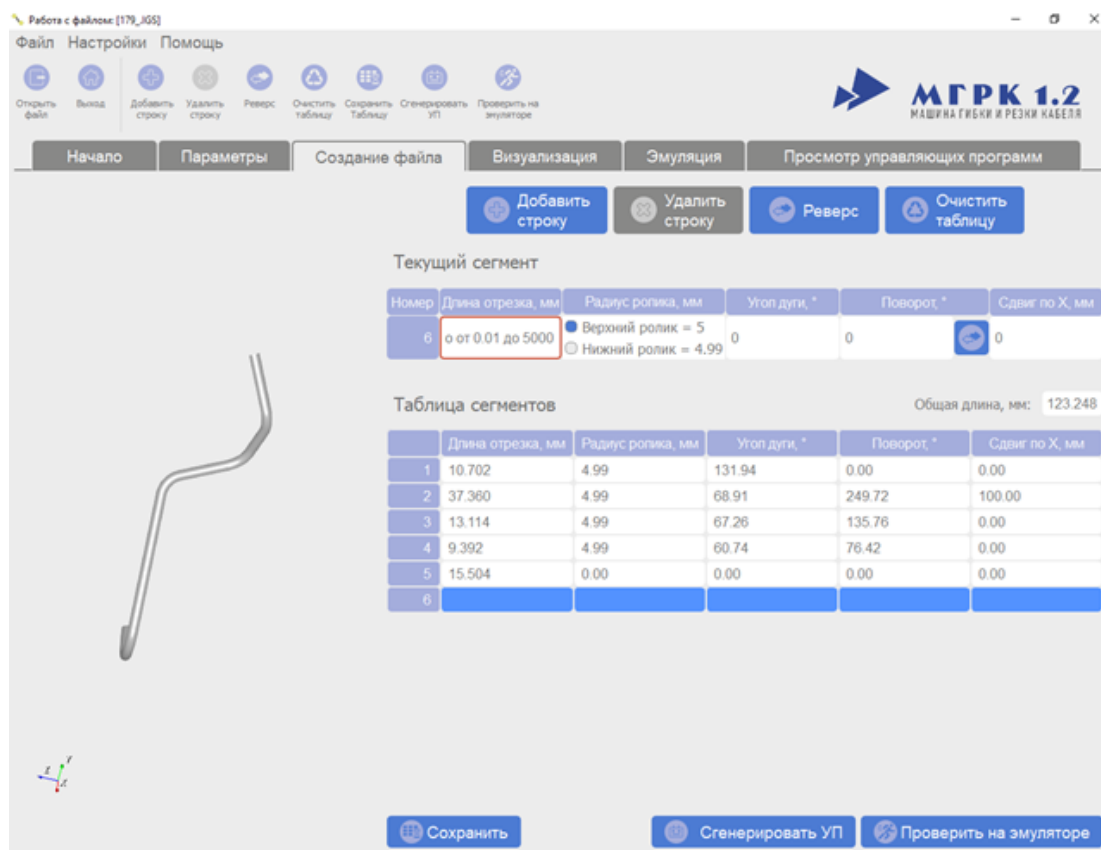 Работа с файлом: [179_JGS]
Файл Настройки Помощь
Открыть файл
Выход
Добавить строку
Удалить строку
Реверс
Очистить таблицу
Сохранить Таблицу
Сгенерировать УП
Проверить на эмуляторе
МГРК 1.2
МАШИНА ГИБКИ И РЕЗКИ КАБЕЛЯ
Начало Параметры Создание файла Визуализация Эмуляция Просмотр управляющих программ
Добавить строку
Удалить строку
Реверс
Очистить таблицу
Текущий сегмент
Номер Длина отрезка, мм Радиус ролика, мм Угол дуги, ° Поворот, ° Сдвиг по X, мм
6 о от 0.01 до 5000 Верхний ролик = 5 0 0 0
Нижний ролик = 4.99
Таблица сегментов Общая длина, мм: 123.248
Длина отрезка, мм Радиус ролика, мм Угол дуги, ° Поворот, ° Сдвиг по X, мм
1 10.702 4.99 131.94 0.00 0.00
2 37.360 4.99 68.91 249.72 100.00
3 13.114 4.99 67.26 135.76 0.00
4 9.392 4.99 60.74 76.42 0.00
5 15.504 0.00 0.00 0.00 0.00
6
Сохранить Сгенерировать УП Проверить на эмуляторе